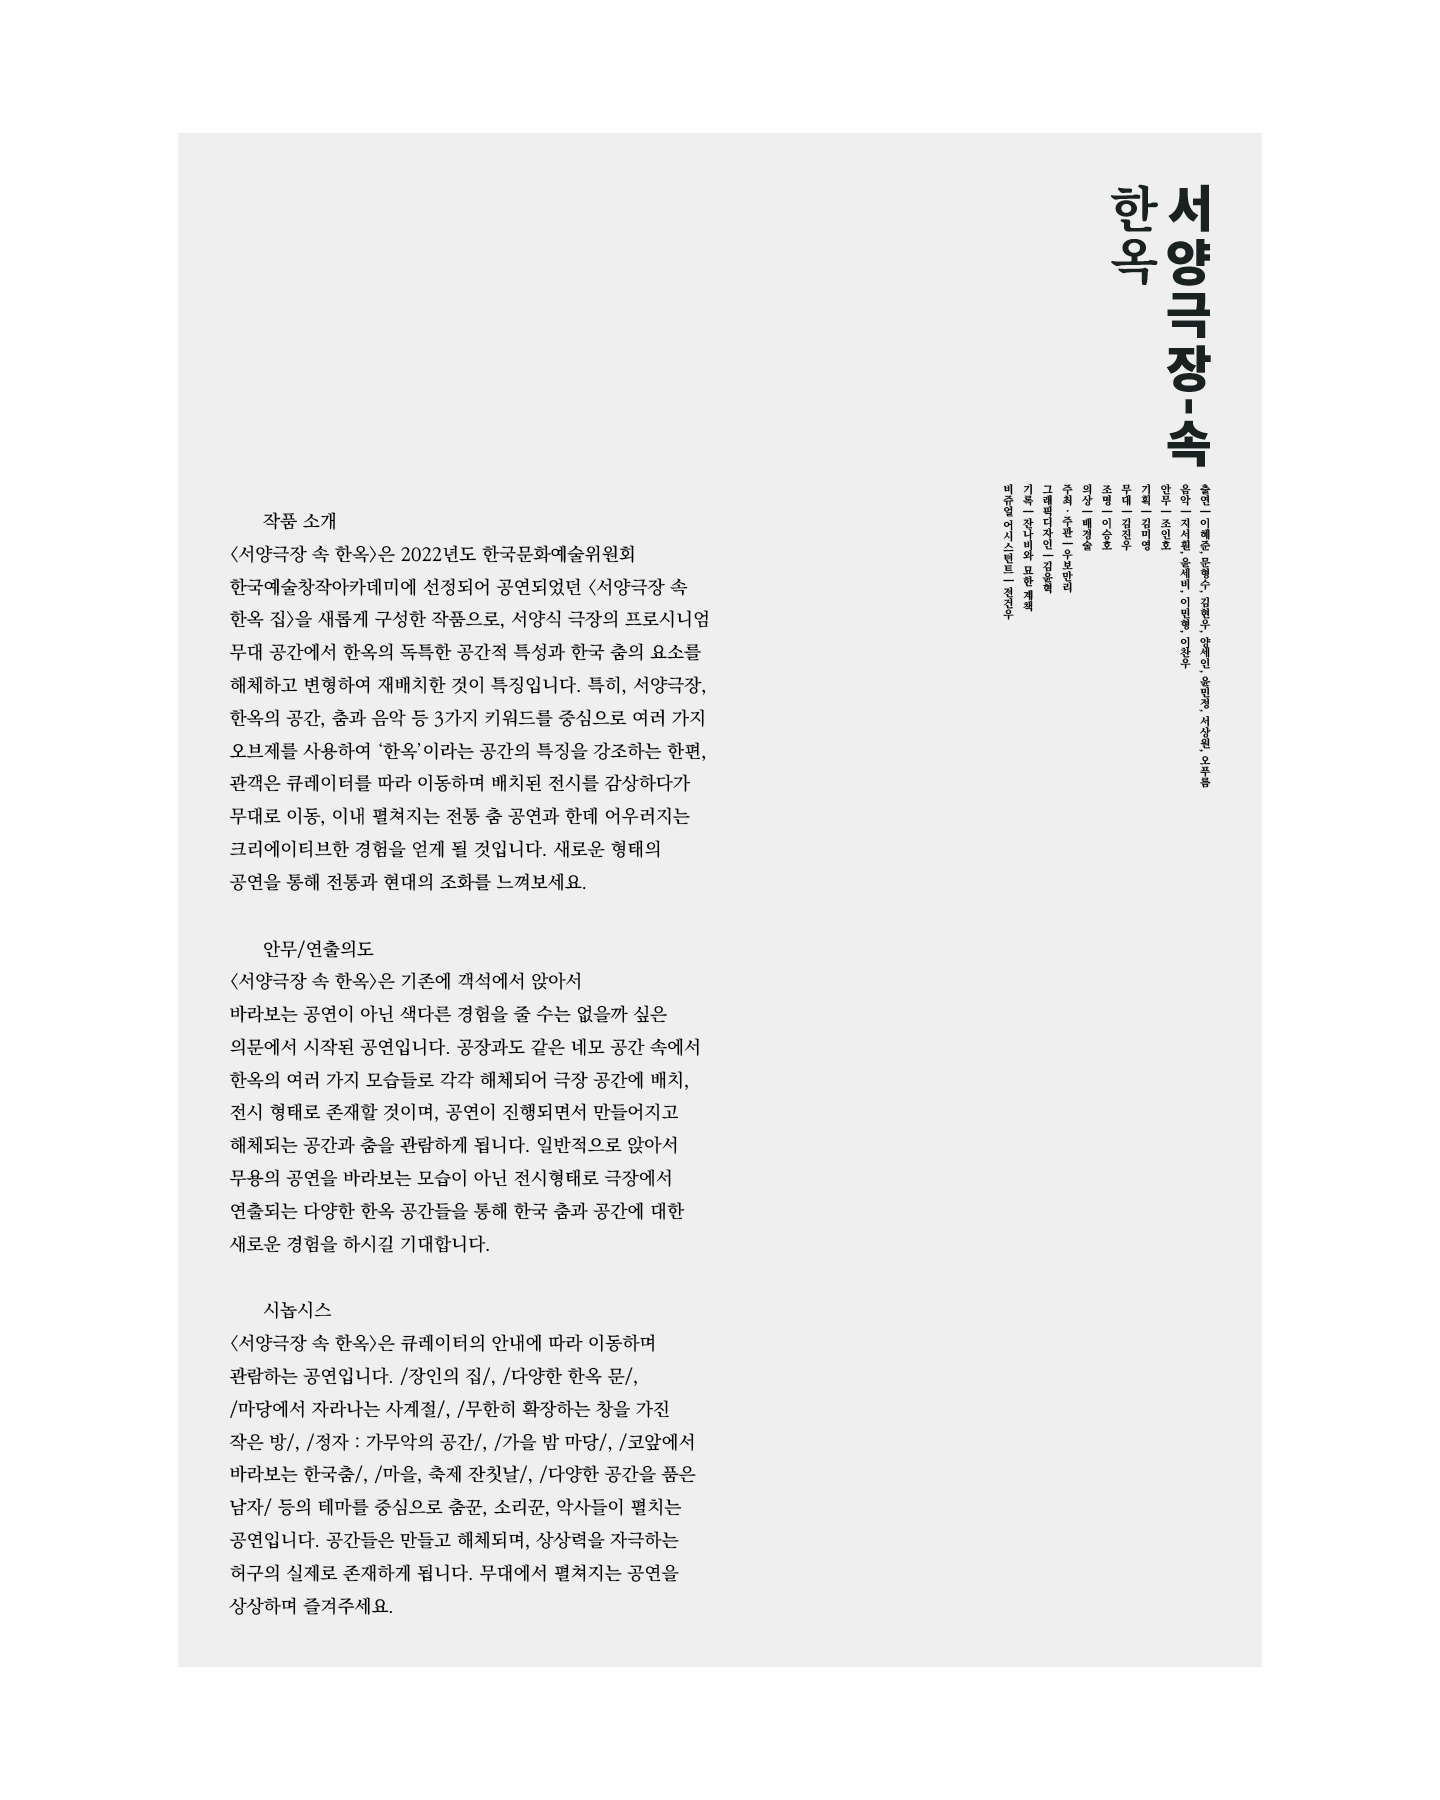 서양극장-속
한옥
출연 | 이혜준, 문형수, 김현우, 양세인, 윤민정, 서상원, 오푸름
음악 | 지서훤, 윤세비, 이민형, 이찬우
안무 | 조인호
기획 | 김미영
무대 | 김진우
조명 | 이승호
의상 | 배경술
주최·주관 | 우보만리
그래픽디자인 | 김윤혁
기록 | 잔나비와 묘한 계책
비쥬얼 어시스턴트 | 전건우
작품 소개
〈서양극장 속 한옥〉은 2022년도 한국문화예술위원회
한국예술창작아카데미에 선정되어 공연되었던 〈서양극장 속
한옥 집〉을 새롭게 구성한 작품으로, 서양식 극장의 프로시니엄
무대 공간에서 한옥의 독특한 공간적 특성과 한국 춤의 요소를
해체하고 변형하여 재배치한 것이 특징입니다. 특히, 서양극장,
한옥의 공간, 춤과 음악 등 3가지 키워드를 중심으로 여러 가지
오브제를 사용하여 ‘한옥’이라는 공간의 특징을 강조하는 한편,
관객은 큐레이터를 따라 이동하며 배치된 전시를 감상하다가
무대로 이동, 이내 펼쳐지는 전통 춤 공연과 한데 어우러지는
크리에이티브한 경험을 얻게 될 것입니다. 새로운 형태의
공연을 통해 전통과 현대의 조화를 느껴보세요.
안무/연출의도
〈서양극장 속 한옥〉은 기존에 객석에서 앉아서
바라보는 공연이 아닌 색다른 경험을 줄 수는 없을까 싶은
의문에서 시작된 공연입니다. 공장과도 같은 네모 공간 속에서
한옥의 여러 가지 모습들로 각각 해체되어 극장 공간에 배치,
전시 형태로 존재할 것이며, 공연이 진행되면서 만들어지고
해체되는 공간과 춤을 관람하게 됩니다. 일반적으로 앉아서
무용의 공연을 바라보는 모습이 아닌 전시형태로 극장에서
연출되는 다양한 한옥 공간들을 통해 한국 춤과 공간에 대한
새로운 경험을 하시길 기대합니다.
시놉시스
〈서양극장 속 한옥〉은 큐레이터의 안내에 따라 이동하며
관람하는 공연입니다. /장인의 집/, /다양한 한옥 문/,
/마당에서 자라나는 사계절/, /무한히 확장하는 창을 가진
작은 방/, /정자 : 가무악의 공간/, /가을 밤 마당/, /코앞에서
바라보는 한국춤/, /마을, 축제 잔칫날/, /다양한 공간을 품은
남자/ 등의 테마를 중심으로 춤꾼, 소리꾼, 악사들이 펼치는
공연입니다. 공간들은 만들고 해체되며, 상상력을 자극하는
허구의 실제로 존재하게 됩니다. 무대에서 펼쳐지는 공연을
상상하며 즐겨주세요.